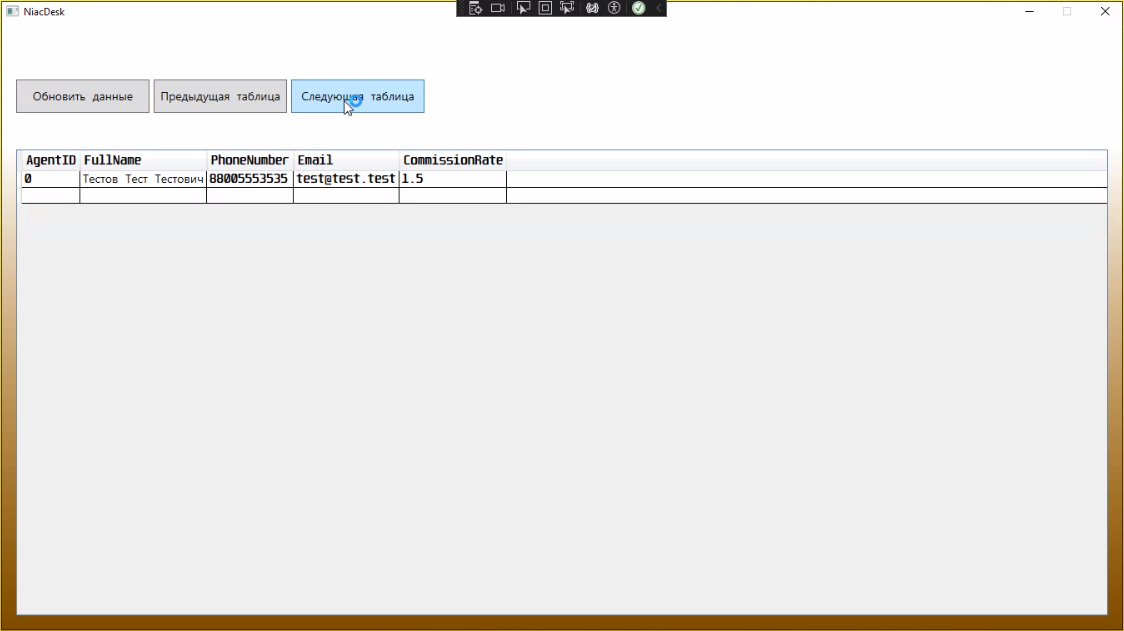 NiacDesk
Обновить данные Предыдущая таблица Следующая таблица
AgentID FullName PhoneNumber Email CommissionRate
0 Тестов Тест Тестович 88005553535 test@test.test 1.5